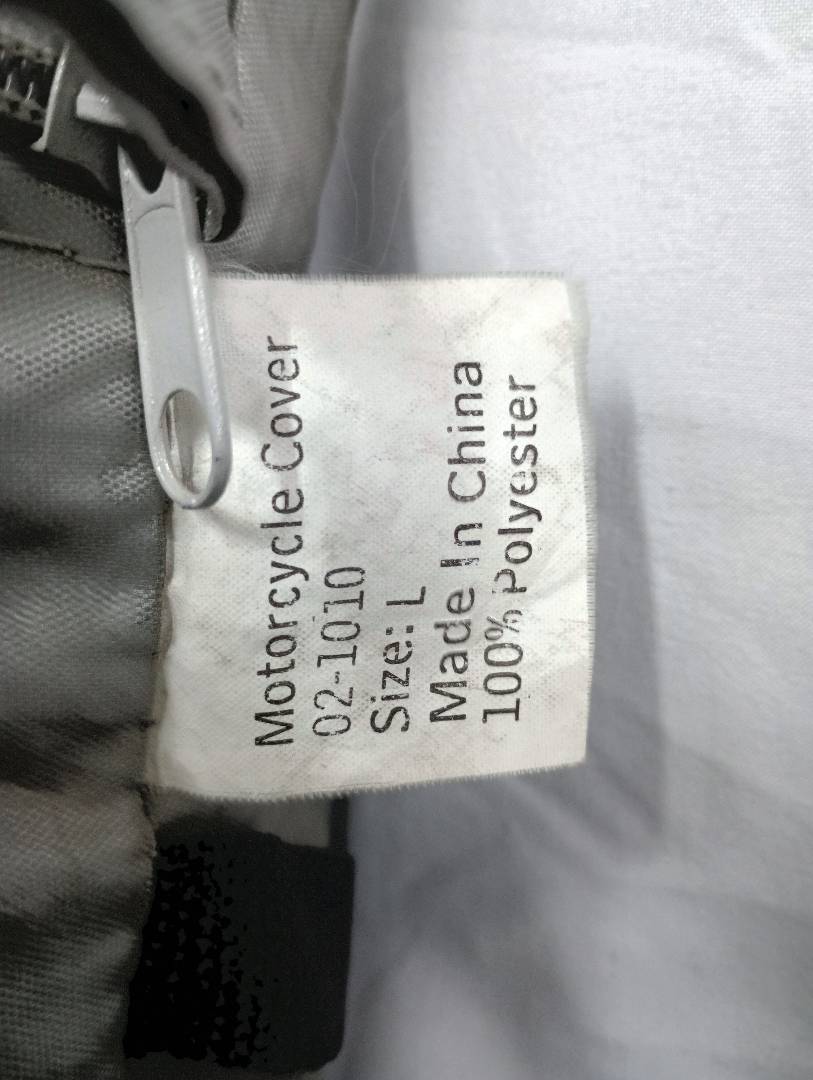 Motorcycle Cover
02-1010
Size: L
Made In China
100% Polyester